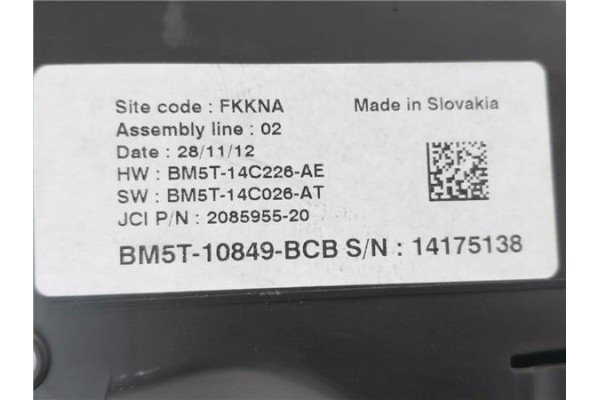 Site code : FKKNA Made in Slovakia
Assembly line : 02
Date : 28/11/12
HW : BM5T-14C226-AE
SW : BM5T-14C026-AT
JCI P/N : 2085955-20
BM5T-10849-BCB S/N : 14175138